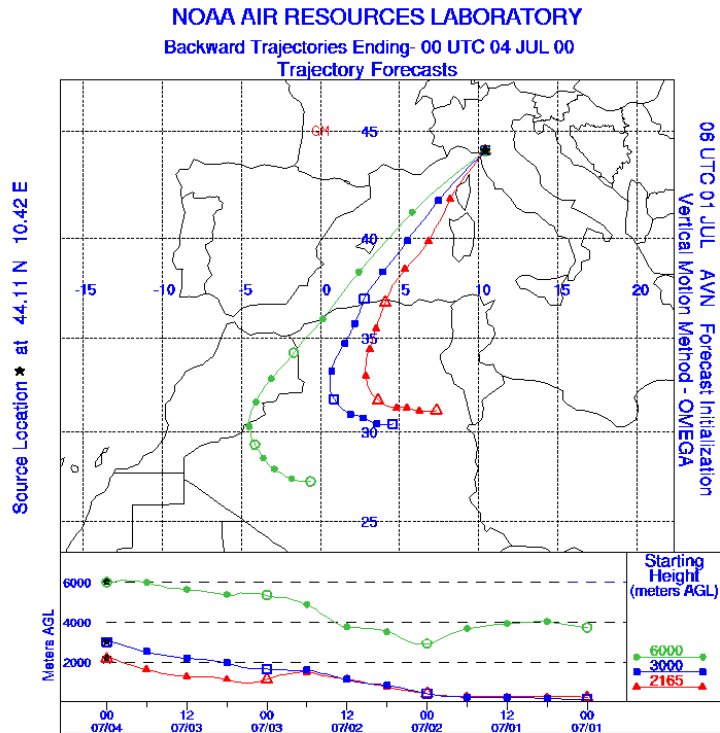 NOAA AIR RESOURCES LABORATORY
Backward Trajectories Ending- 00 UTC 04 JUL 00
Trajectory Forecasts
Source Location ★ at 44.11 N 10.42 E
06 UTC 01 JUL AVN Forecast Initialization
Vertical Motion Method - OMEGA
GM
45
40
-15 -10 -5 0 5 10 15 20
35
30
25
Meters AGL
6000
4000
2000
Starting
Height
(meters AGL)
6000
3000
2165
00 12 00 12 00 12 00
07/04 07/03 07/03 07/02 07/02 07/01 07/01